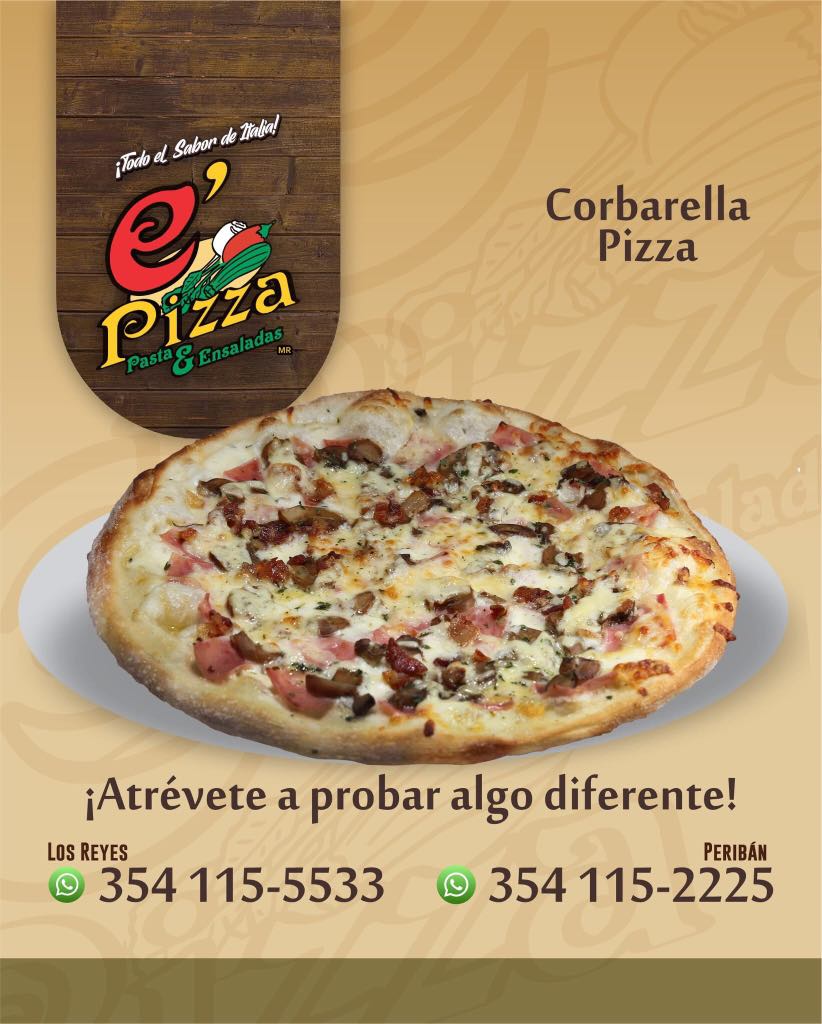 ¡Todo el Sabor de Italia!
e'
Pizza
Pasta & Ensaladas
MR
Corbarella
Pizza
¡Atrévete a probar algo diferente!
LOS REYES
354 115-5533
PERIBÁN
354 115-2225